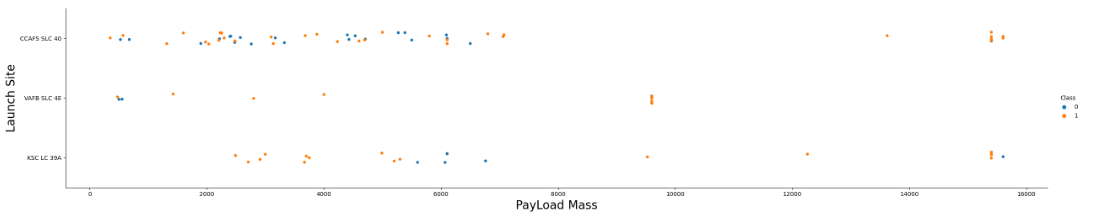 CCAFS SLC 40
VAFB SLC 4E
KSC LC 39A
Launch Site
0 2000 4000 6000 8000 10000 12000 14000 16000
PayLoad Mass
Class
0
1